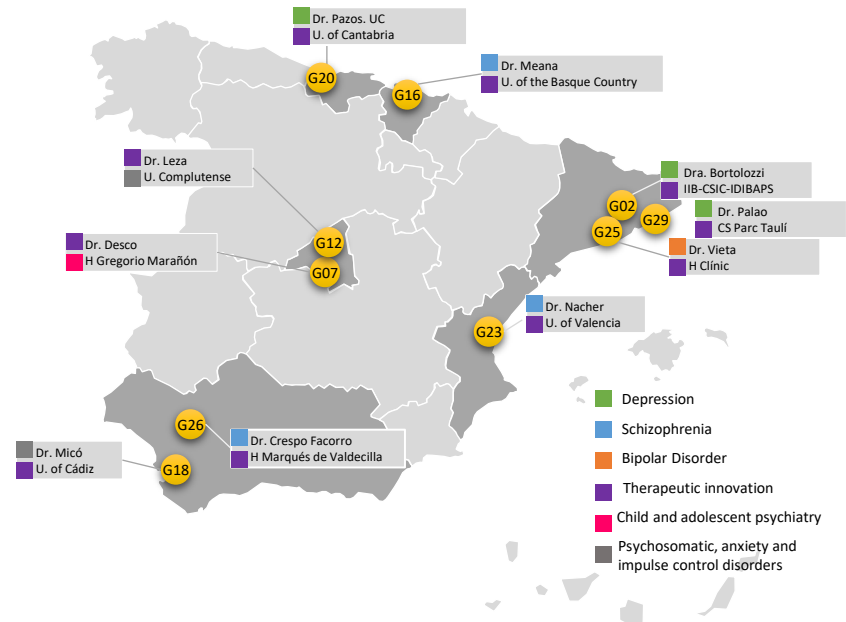 Dr. Pazos. UC
U. of Cantabria
G20
Dr. Meana
U. of the Basque Country
G16
Dr. Leza
U. Complutense
Dra. Bortolozzi
IIB-CSIC-IDIBAPS
G02
G29
Dr. Palao
CS Parc Taulí
G25
Dr. Vieta
H Clínic
G12
Dr. Desco
H Gregorio Marañón
G07
Dr. Nacher
U. of Valencia
G23
G26
Dr. Crespo Facorro
H Marqués de Valdecilla
Dr. Micó
U. of Cádiz
G18
Depression
Schizophrenia
Bipolar Disorder
Therapeutic innovation
Child and adolescent psychiatry
Psychosomatic, anxiety and
impulse control disorders